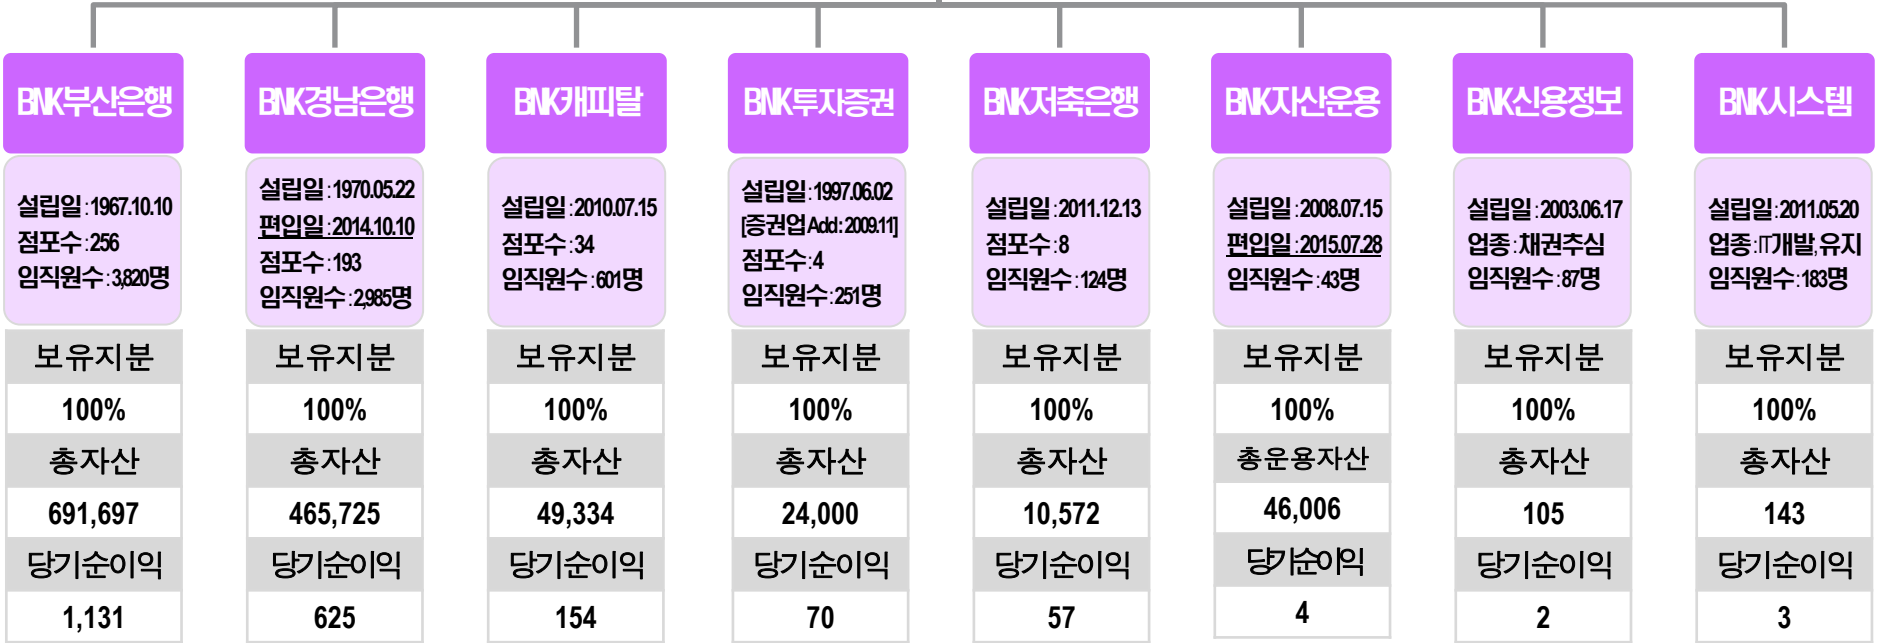 BNK부산은행
설립일:1967.10.10
점포수:256
임직원수:3,820명
보유지분
100%
총자산
691,697
당기순이익
1,131
BNK경남은행
설립일:1970.05.22
편입일:2014.10.10
점포수:193
임직원수:2,985명
보유지분
100%
총자산
465,725
당기순이익
625
BNK캐피탈
설립일:2010.07.15
점포수:34
임직원수:601명
보유지분
100%
총자산
49,334
당기순이익
154
BNK투자증권
설립일:1997.06.02
[증권업Add:2009.11]
점포수:4
임직원수:251명
보유지분
100%
총자산
24,000
당기순이익
70
BNK저축은행
설립일:2011.12.13
점포수:8
임직원수:124명
보유지분
100%
총자산
10,572
당기순이익
57
BNK자산운용
설립일:2008.07.15
편입일:2015.07.28
임직원수:43명
보유지분
100%
총운용자산
46,006
당기순이익
4
BNK신용정보
설립일:2003.06.17
업종:채권추심
임직원수:87명
보유지분
100%
총자산
105
당기순이익
2
BNK시스템
설립일:2011.05.20
업종:IT개발,유지
임직원수:183명
보유지분
100%
총자산
143
당기순이익
3